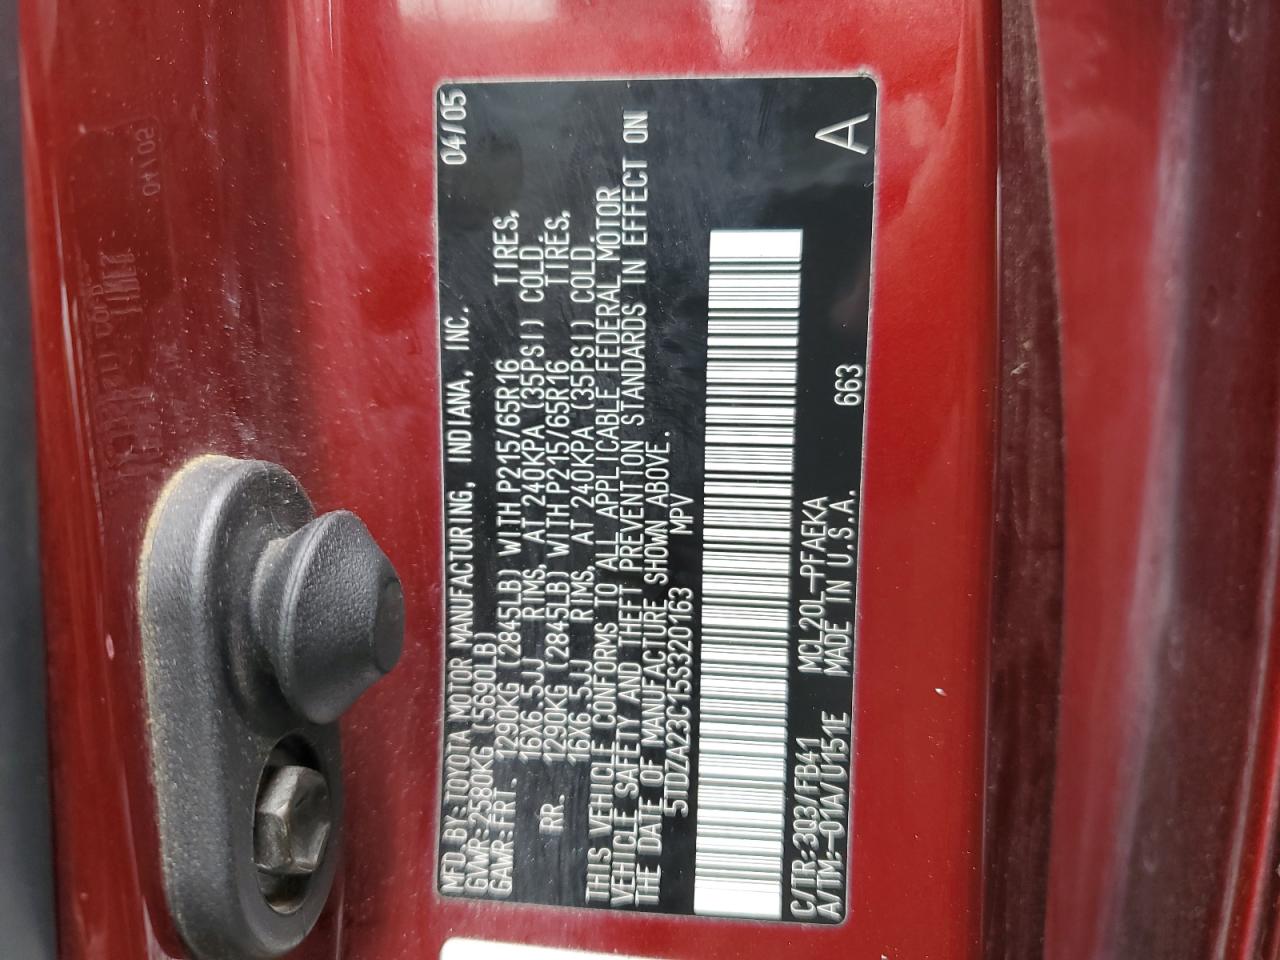 MFD.BY:TOYOTA MOTOR MANUFACTURING, INDIANA, INC. 04/05
GVWR:2580KG(5690LB)
GAWR:FRT. 1290KG(2845LB)WITH P215/65R16 TIRES,
16X6.5JJ RIMS, AT 240KPA(35PSI) COLD.
RR. 1290KG(2845LB)WITH P215/65R16 TIRES,
16X6.5JJ RIMS, AT 240KPA(35PSI) COLD.
THIS VEHICLE CONFORMS TO ALL APPLICABLE FEDERAL MOTOR
VEHICLE SAFETY AND THEFT PREVENTION STANDARDS IN EFFECT ON
THE DATE OF MANUFACTURE SHOWN ABOVE.
5TDZA23C15S320163 MPV
C/TR:3Q3/FB41 MCL20L-PFAEKA 663 A
A/TM:-01A/U151E MADE IN U.S.A.